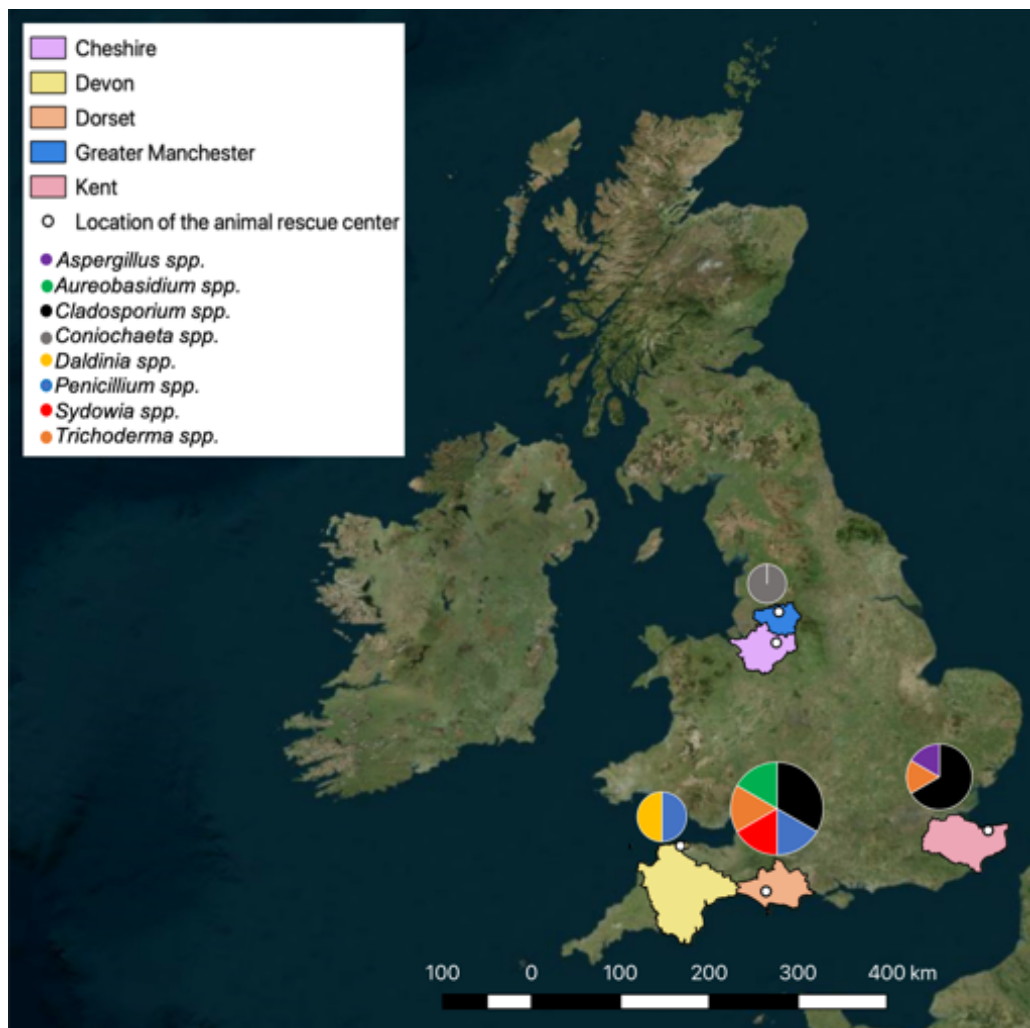 Cheshire
Devon
Dorset
Greater Manchester
Kent
Location of the animal rescue center
Aspergillus spp.
Aureobasidium spp.
Cladosporium spp.
Coniochaeta spp.
Daldinia spp.
Penicillium spp.
Sydowia spp.
Trichoderma spp.
100 0 100 200 300 400 km